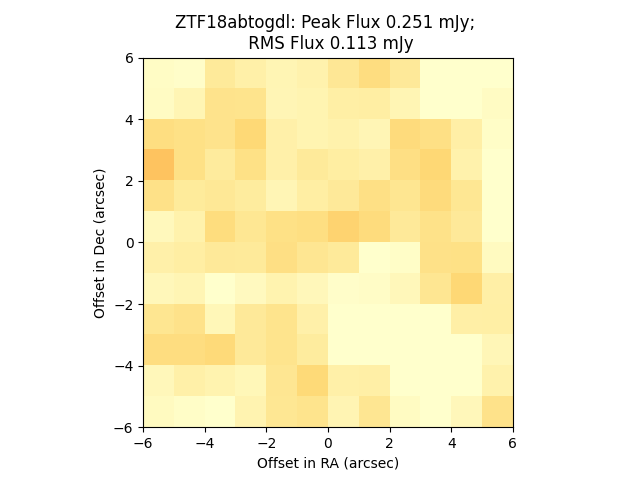 ZTF18abtogdl: Peak Flux 0.251 mJy;
RMS Flux 0.113 mJy
6
4
2
0
−2
−4
−6
Offset in Dec (arcsec)
−6 −4 −2 0 2 4 6
Offset in RA (arcsec)